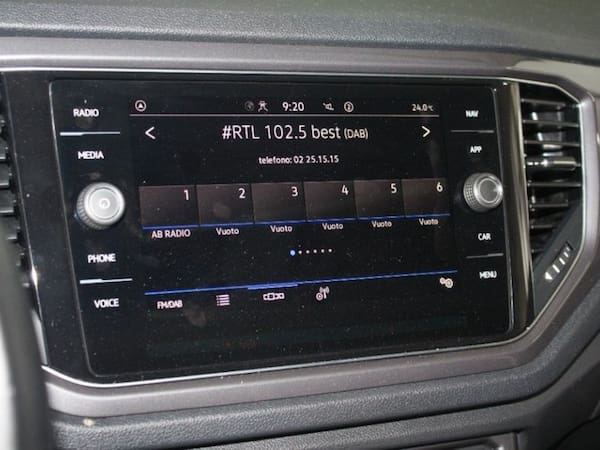 RADIO
9:20
2
24.0°C
NAV
#RTL 102.5 best (DAB)
MEDIA
APP
telefono: 02 25.15.15
1 2 3 4 5 6
AB RADIO Vuoto Vuoto Vuoto Vuoto Vuoto
PHONE
CAR
VOICE
FM/DAB
MENU